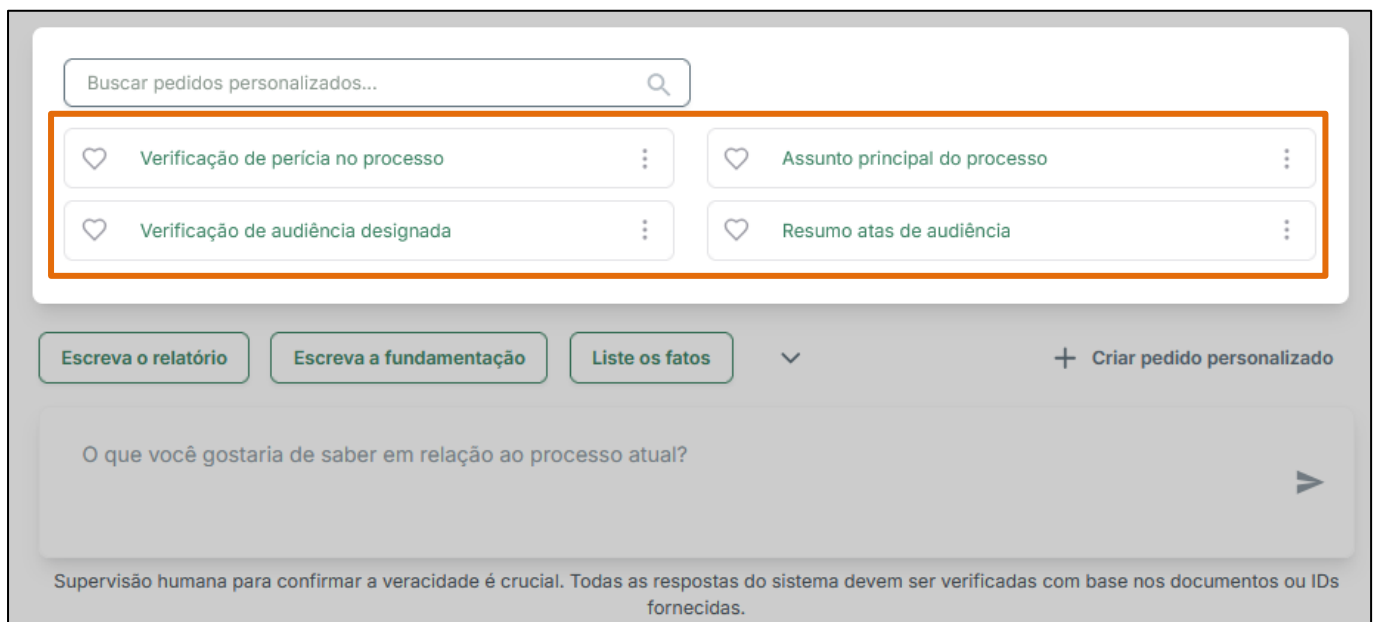 Buscar pedidos personalizados...
Verificação de perícia no processo
Assunto principal do processo
Verificação de audiência designada
Resumo atas de audiência
Escreva o relatório
Escreva a fundamentação
Liste os fatos
Criar pedido personalizado
O que você gostaria de saber em relação ao processo atual?
Supervisão humana para confirmar a veracidade é crucial. Todas as respostas do sistema devem ser verificadas com base nos documentos ou IDs
fornecidas.